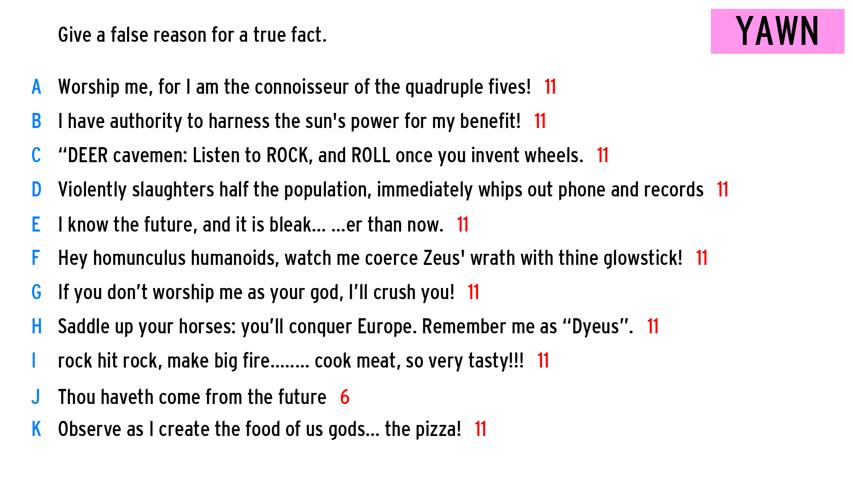 Give a false reason for a true fact.
YAWN
A Worship me, for I am the connoisseur of the quadruple fives! 11
B I have authority to harness the sun's power for my benefit! 11
C “DEER cavemen: Listen to ROCK, and ROLL once you invent wheels. 11
D Violently slaughters half the population, immediately whips out phone and records 11
E I know the future, and it is bleak... ...er than now. 11
F Hey homunculus humanoids, watch me coerce Zeus' wrath with thine glowstick! 11
G If you don’t worship me as your god, I’ll crush you! 11
H Saddle up your horses: you’ll conquer Europe. Remember me as “Dyeus”. 11
I rock hit rock, make big fire........ cook meat, so very tasty!!! 11
J Thou haveth come from the future 6
K Observe as I create the food of us gods... the pizza! 11